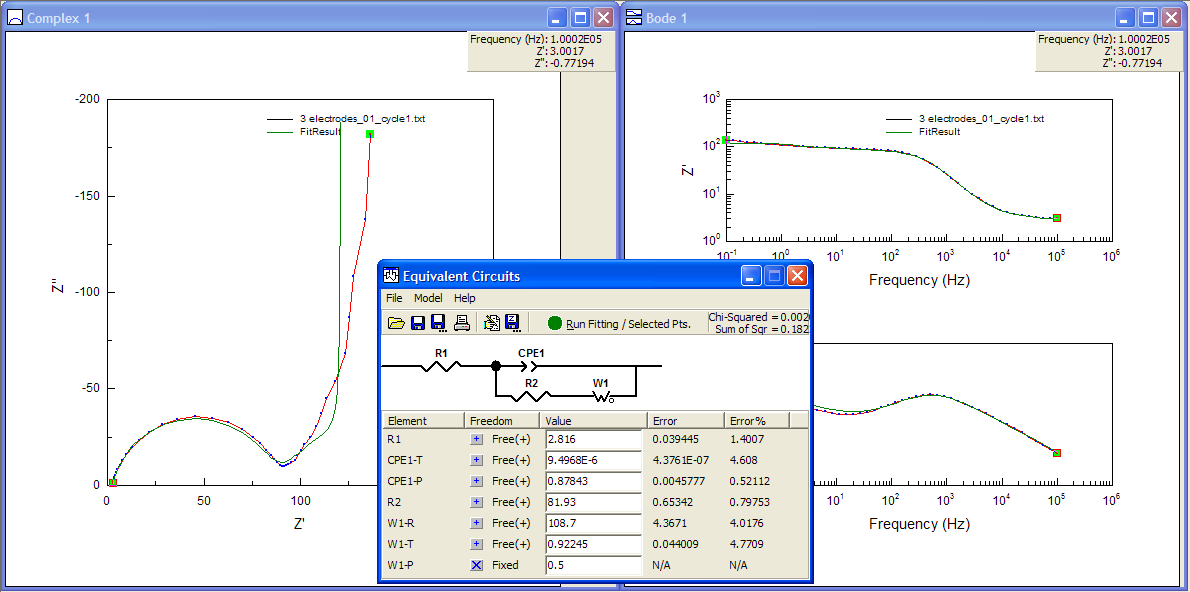 Complex 1
Frequency (Hz): 1.0002E05
Z': 3.0017
Z'': -0.77194
-200
-150
-100
-50
0
Z''
3 electrodes_01_cycle1.txt
FitResult
0 50 100
Z'
Bode 1
Frequency (Hz): 1.0002E05
Z': 3.0017
Z'': -0.77194
10^3
10^2
10^1
10^0
Z'
3 electrodes_01_cycle1.txt
FitResult
10^-1 10^0 10^1 10^2 10^3 10^4 10^5 10^6
Frequency (Hz)
10^1 10^2 10^3 10^4 10^5 10^6
Frequency (Hz)
Equivalent Circuits
File Model Help
Run Fitting / Selected Pts.
Chi-Squared = 0.002
Sum of Sqr = 0.182
R1 CPE1
R2 W1
Element Freedom Value Error Error%
R1 Free(+) 2.816 0.039445 1.4007
CPE1-T Free(+) 9.4968E-6 4.3761E-07 4.608
CPE1-P Free(+) 0.87843 0.0045777 0.52112
R2 Free(+) 81.93 0.65342 0.79753
W1-R Free(+) 108.7 4.3671 4.0176
W1-T Free(+) 0.92245 0.044009 4.7709
W1-P Fixed 0.5 N/A N/A